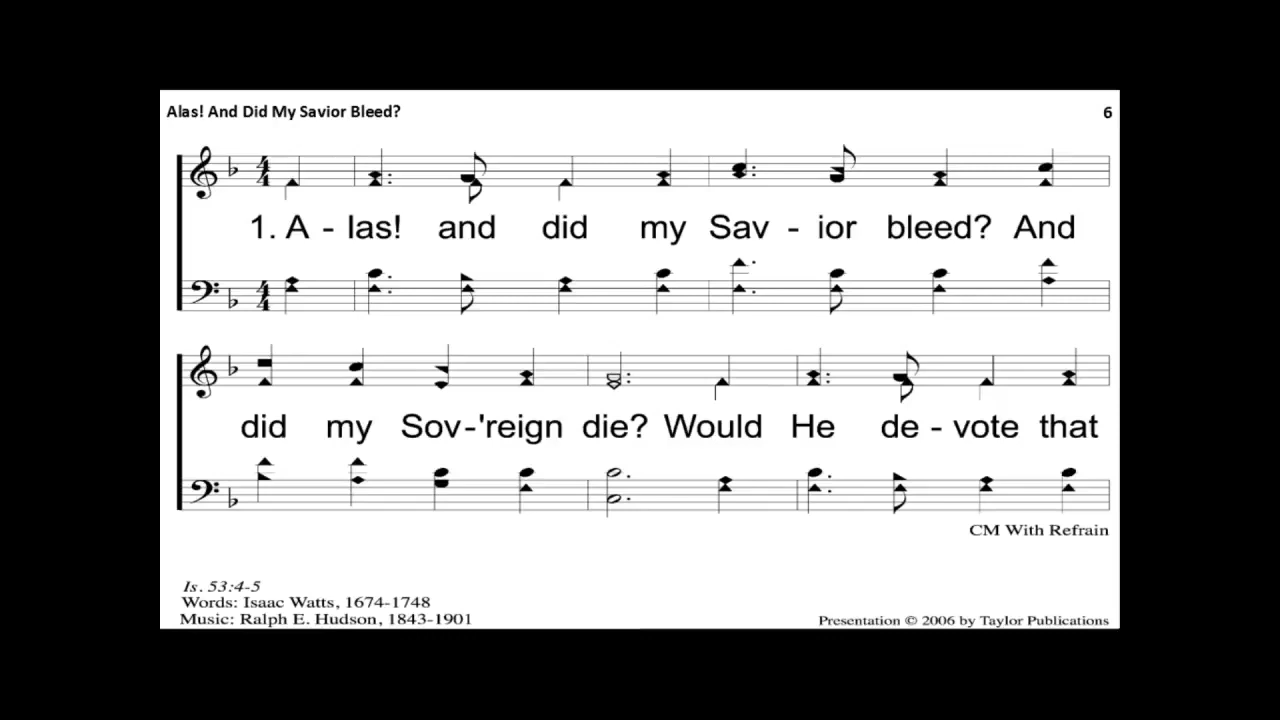 Alas! And Did My Savior Bleed? 6
1. A - las! and did my Sav - ior bleed? And
did my Sov-'reign die? Would He de - vote that
CM With Refrain
Is. 53:4-5
Words: Isaac Watts, 1674-1748
Music: Ralph E. Hudson, 1843-1901
Presentation © 2006 by Taylor Publications